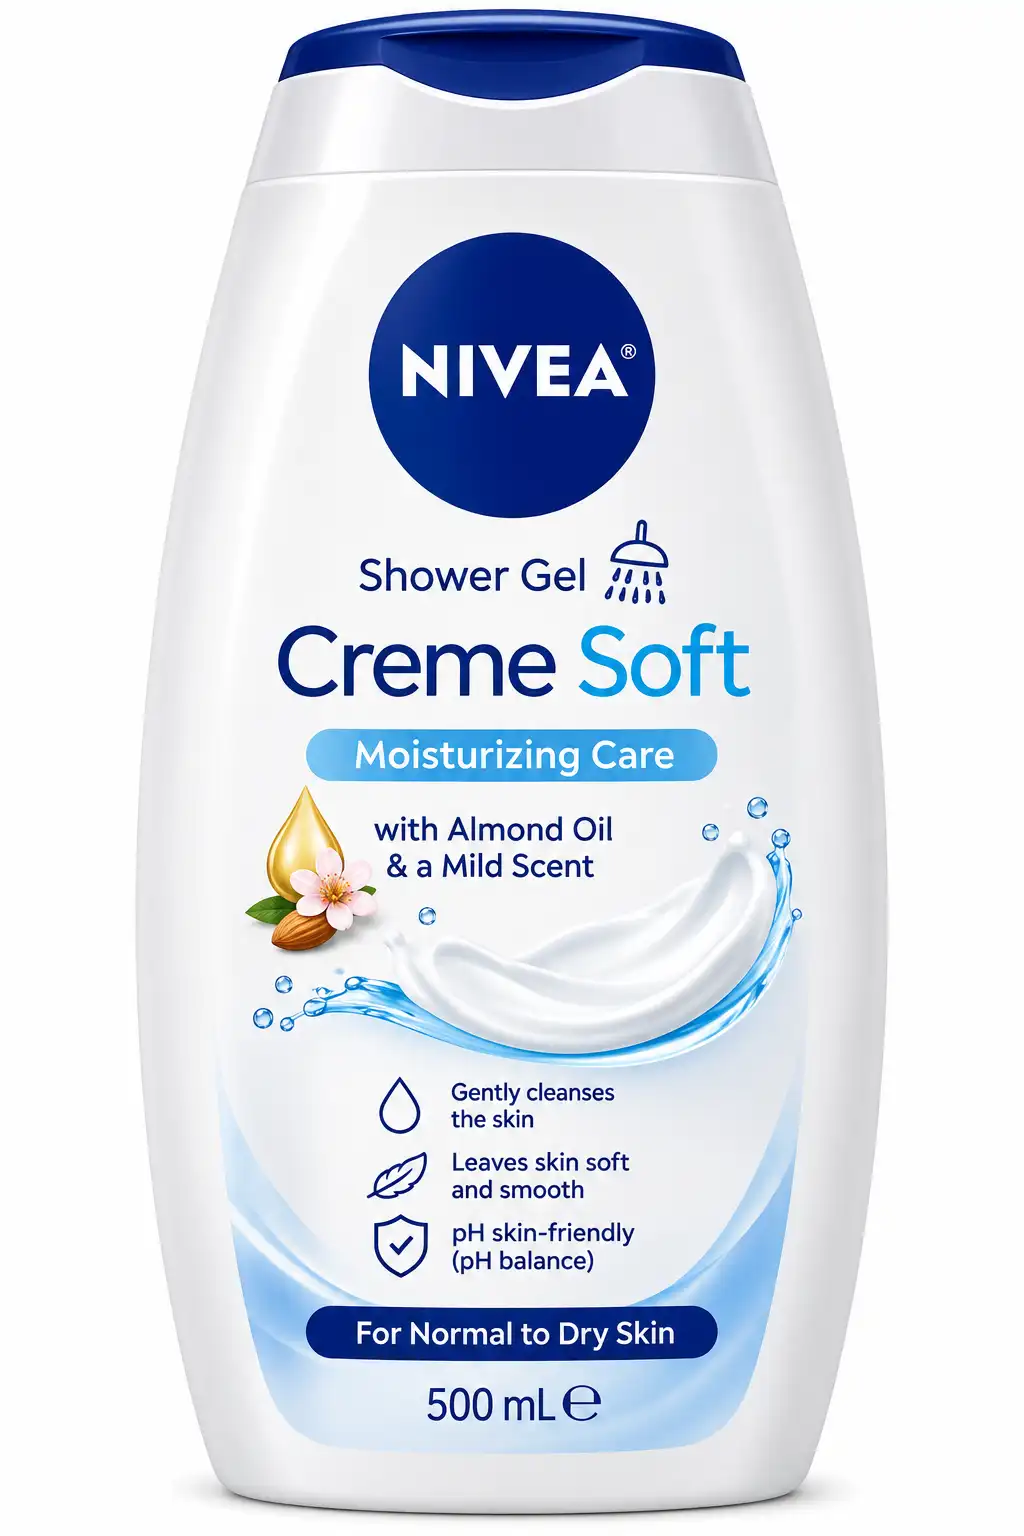 NIVEA®
Shower Gel
Creme Soft
Moisturizing Care
with Almond Oil
& a Mild Scent
Gently cleanses
the skin
Leaves skin soft
and smooth
pH skin-friendly
(pH balance)
For Normal to Dry Skin
500 mL ℮